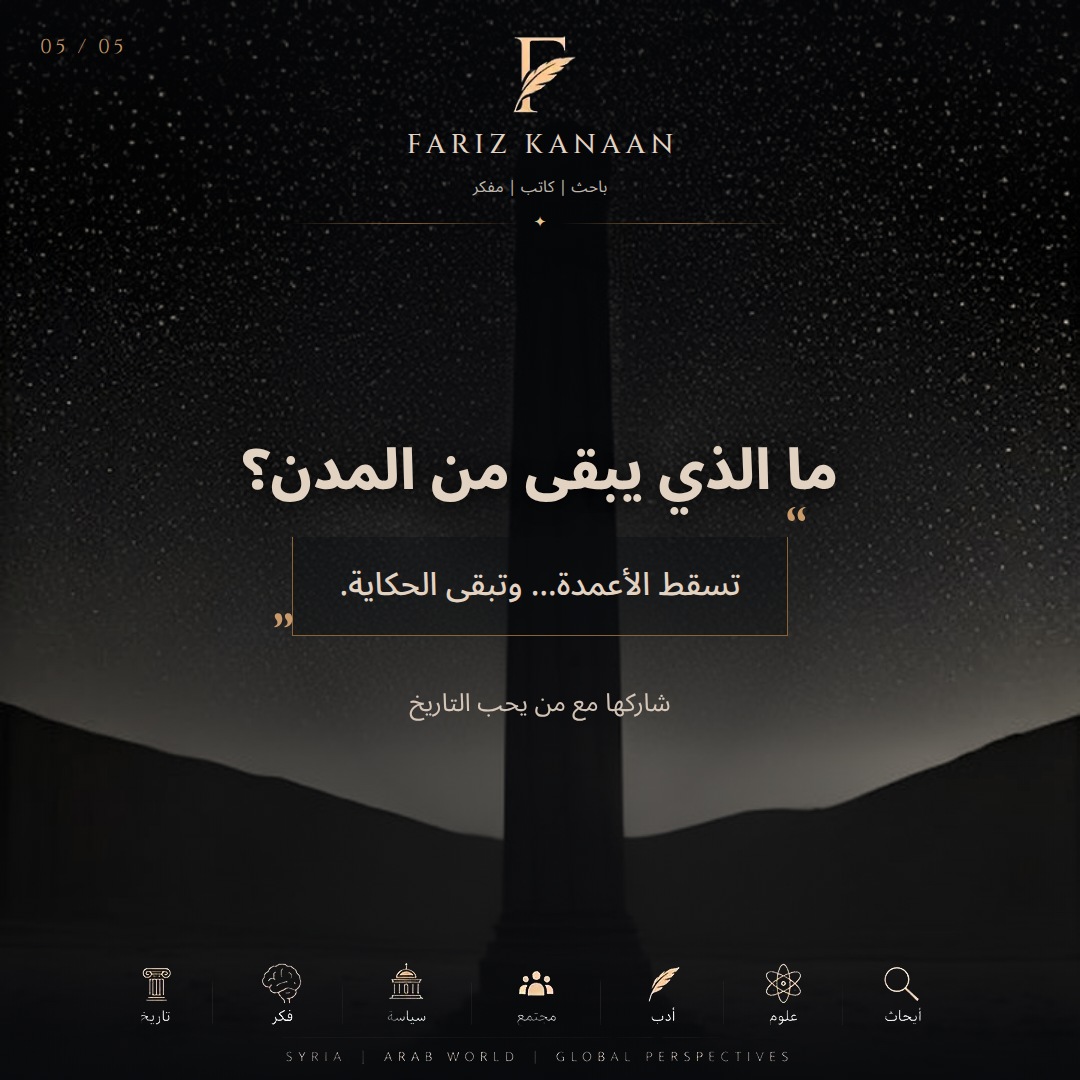 05 / 05
FARIZ KANAAN
باحث | كاتب | مفكر
ما الذي يبقى من المدن؟
“تسقط الأعمدة... وتبقى الحكاية.”
شاركها مع من يحب التاريخ
أبحاث علوم أدب مجتمع سياسة فكر تاريخ
SYRIA | ARAB WORLD | GLOBAL PERSPECTIVES